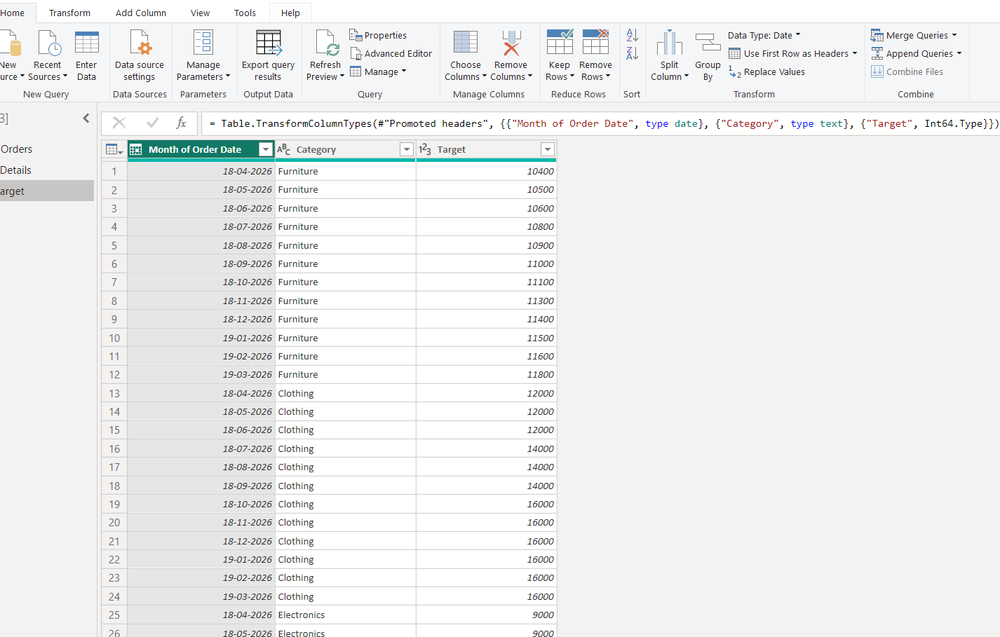 Home Transform Add Column View Tools Help
New Source Recent Sources Enter Data
New Query
Data source settings
Data Sources
Manage Parameters
Parameters
Export query results
Output Data
Refresh Preview
Properties
Advanced Editor
Manage
Query
Choose Columns Remove Columns
Manage Columns
Keep Rows Remove Rows
Reduce Rows
A Z
Z A
Sort
Split Column Group By
Data Type: Date
Use First Row as Headers
1 2 Replace Values
Transform
Merge Queries
Append Queries
Combine Files
Combine
3]
Orders
Details
arget
fx = Table.TransformColumnTypes(#"Promoted headers", {{"Month of Order Date", type date}, {"Category", type text}, {"Target", Int64.Type}})
Month of Order Date ABC Category 123 Target
1 18-04-2026 Furniture 10400
2 18-05-2026 Furniture 10500
3 18-06-2026 Furniture 10600
4 18-07-2026 Furniture 10800
5 18-08-2026 Furniture 10900
6 18-09-2026 Furniture 11000
7 18-10-2026 Furniture 11100
8 18-11-2026 Furniture 11300
9 18-12-2026 Furniture 11400
10 19-01-2026 Furniture 11500
11 19-02-2026 Furniture 11600
12 19-03-2026 Furniture 11800
13 18-04-2026 Clothing 12000
14 18-05-2026 Clothing 12000
15 18-06-2026 Clothing 12000
16 18-07-2026 Clothing 14000
17 18-08-2026 Clothing 14000
18 18-09-2026 Clothing 14000
19 18-10-2026 Clothing 16000
20 18-11-2026 Clothing 16000
21 18-12-2026 Clothing 16000
22 19-01-2026 Clothing 16000
23 19-02-2026 Clothing 16000
24 19-03-2026 Clothing 16000
25 18-04-2026 Electronics 9000
26 18-05-2026 Electronics 9000